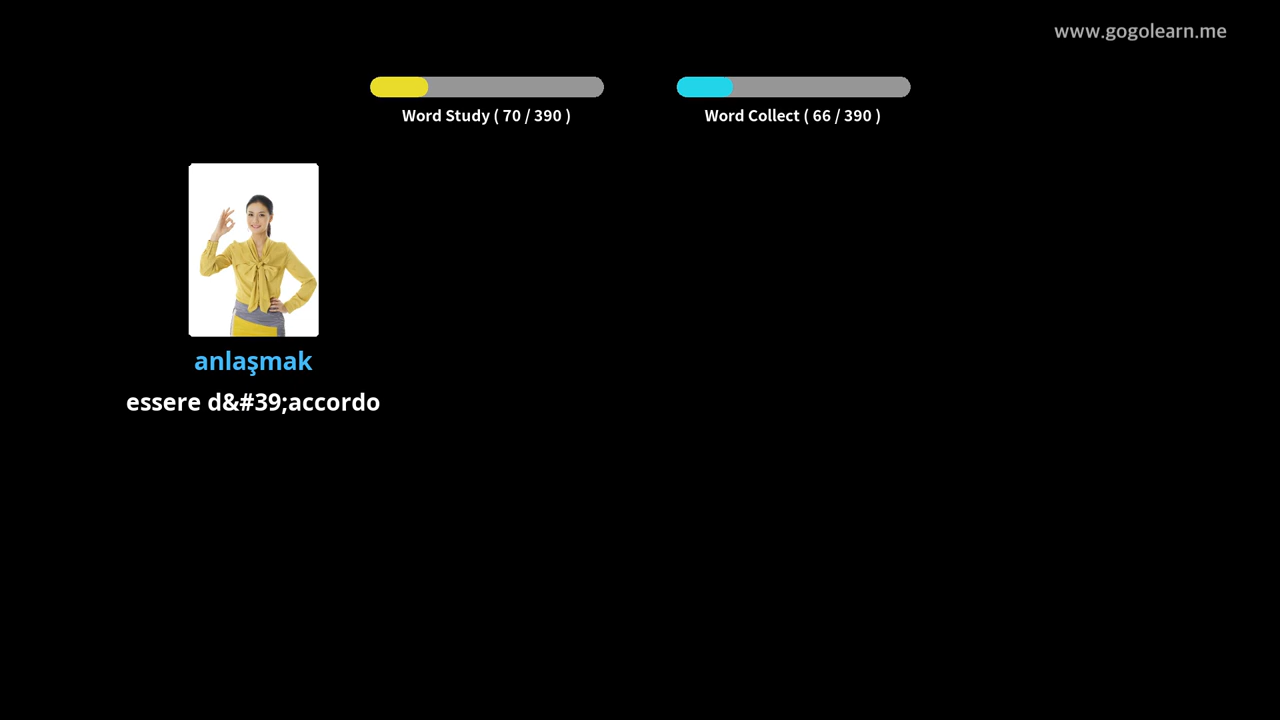 www.gogolearn.me
Word Study ( 70 / 390 )
Word Collect ( 66 / 390 )
anlaşmak
essere d&#39;accordo